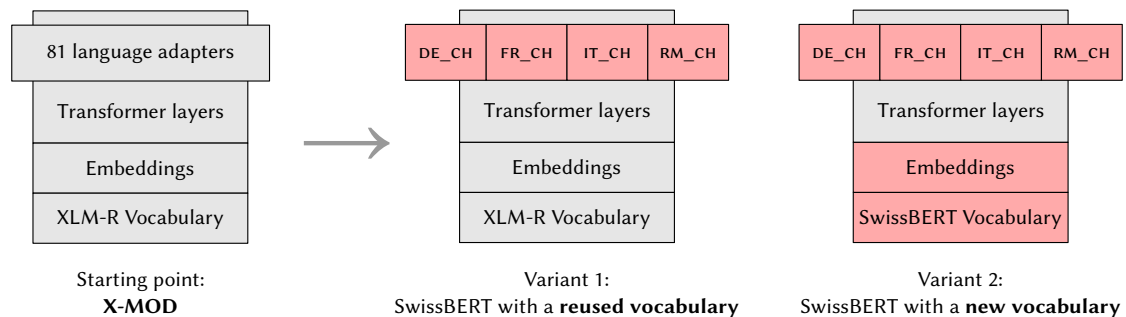 81 language adapters
Transformer layers
Embeddings
XLM-R Vocabulary
Starting point:
X-MOD
DE_CH FR_CH IT_CH RM_CH
Transformer layers
Embeddings
XLM-R Vocabulary
Variant 1:
SwissBERT with a reused vocabulary
DE_CH FR_CH IT_CH RM_CH
Transformer layers
Embeddings
SwissBERT Vocabulary
Variant 2:
SwissBERT with a new vocabulary